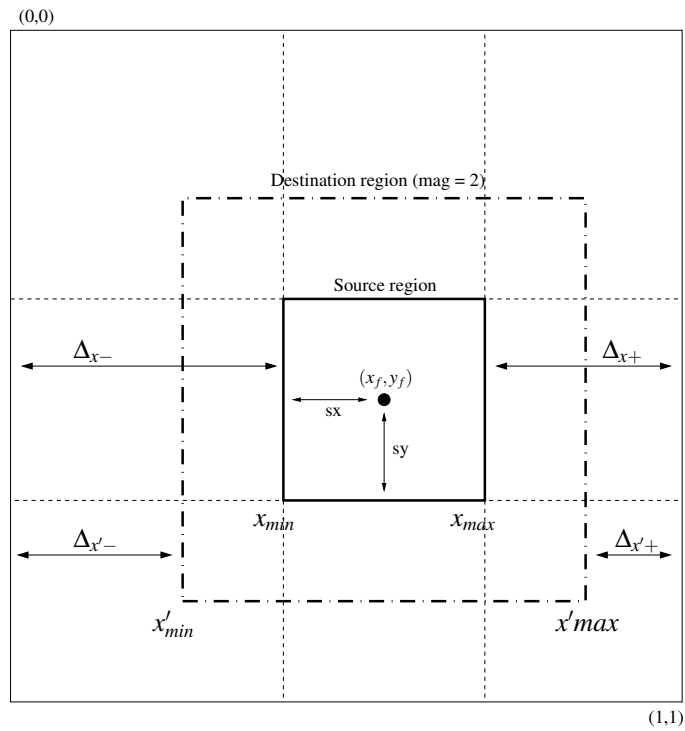 (0,0)
Destination region (mag = 2)
Source region
Δx−
Δx+
(xf, yf)
sx
sy
xmin
xmax
Δx′−
Δx′+
x′min
x′max
(1,1)